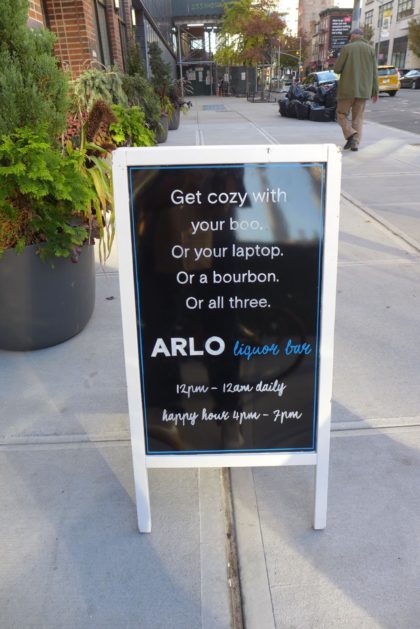 Get cozy with
your boo.
Or your laptop.
Or a bourbon.
Or all three.
ARLO liquor bar
12pm – 12am daily
happy hour 4pm – 7pm